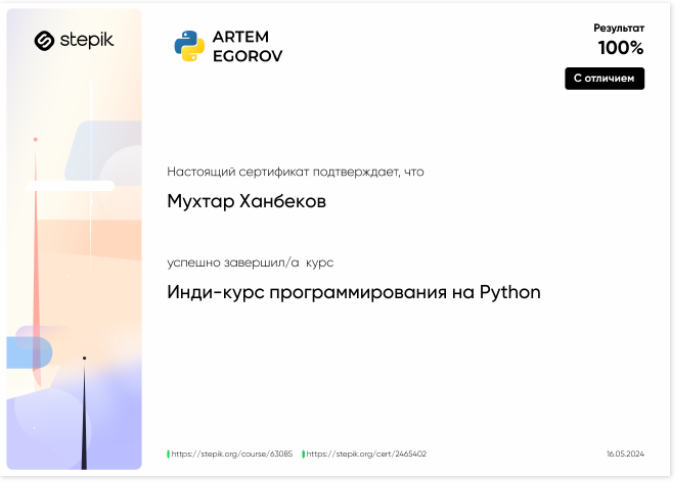 stepik
ARTEM
EGOROV
Результат
100%
С отличием
Настоящий сертификат подтверждает, что
Мухтар Ханбеков
успешно завершил/а курс
Инди-курс программирования на Python
https://stepik.org/course/63085 https://stepik.org/cert/2465402
16.05.2024